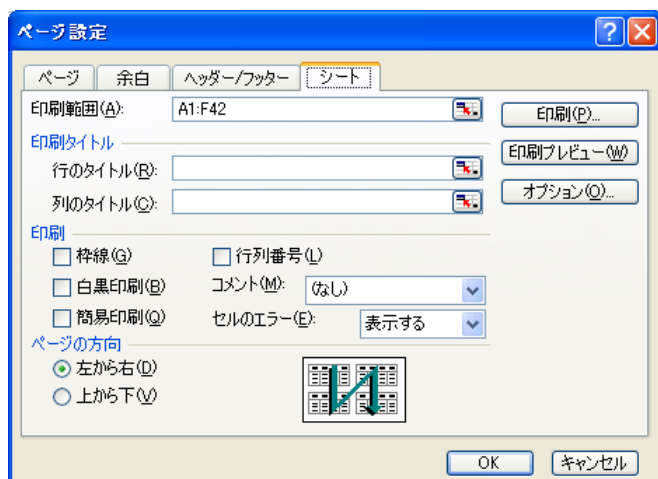 ページ設定
ページ 余白 ヘッダー/フッター シート
印刷範囲(A): A1:F42 印刷(P)...
印刷タイトル 印刷プレビュー(W)
行のタイトル(R): オプション(O)...
列のタイトル(C):
印刷
枠線(G) 行列番号(L)
白黒印刷(B) コメント(M): (なし)
簡易印刷(Q) セルのエラー(E): 表示する
ページの方向
左から右(D)
上から下(V)
OK キャンセル